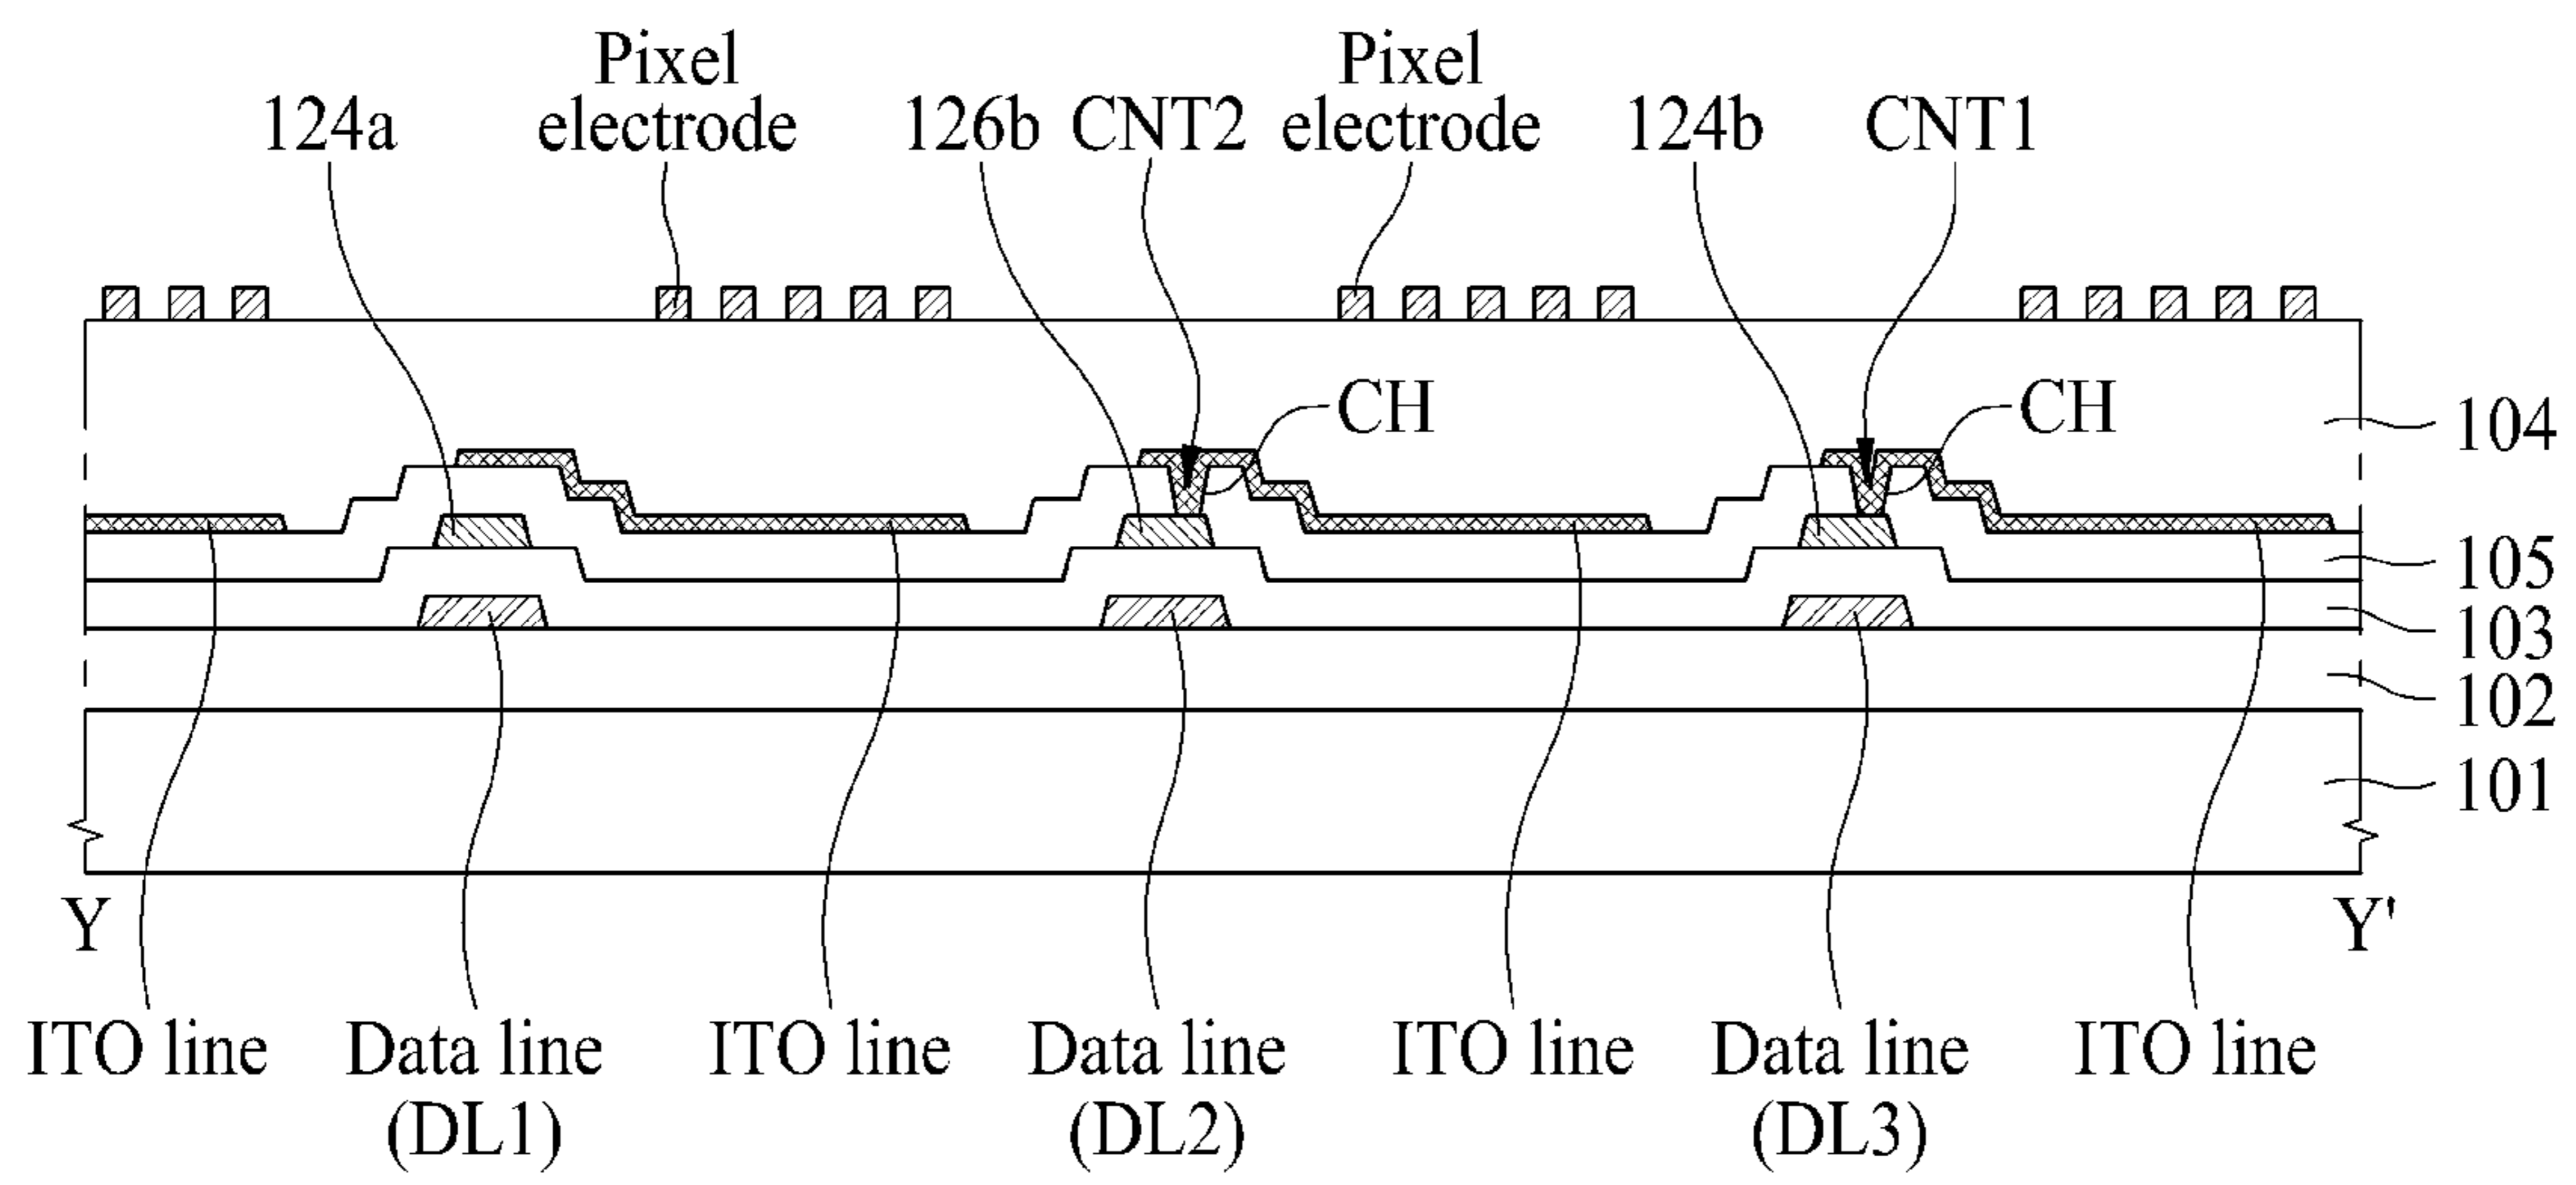 Pixel
electrode
Pixel
electrode
124a
126b
CNT2
124b
CNT1
CH
CH
104
105
103
102
101
Y
Y'
ITO line
Data line
(DL1)
ITO line
Data line
(DL2)
ITO line
Data line
(DL3)
ITO line